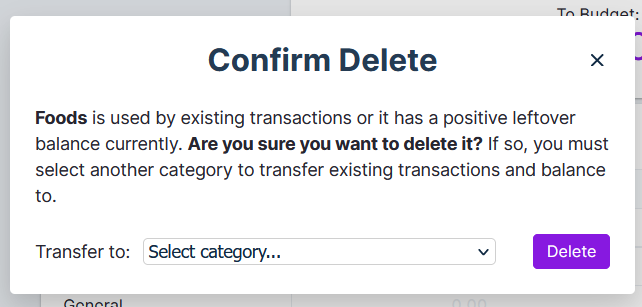 To Budget:
Confirm Delete
Foods is used by existing transactions or it has a positive leftover
balance currently. Are you sure you want to delete it? If so, you must
select another category to transfer existing transactions and balance
to.
Transfer to: Select category... Delete
General 0.00